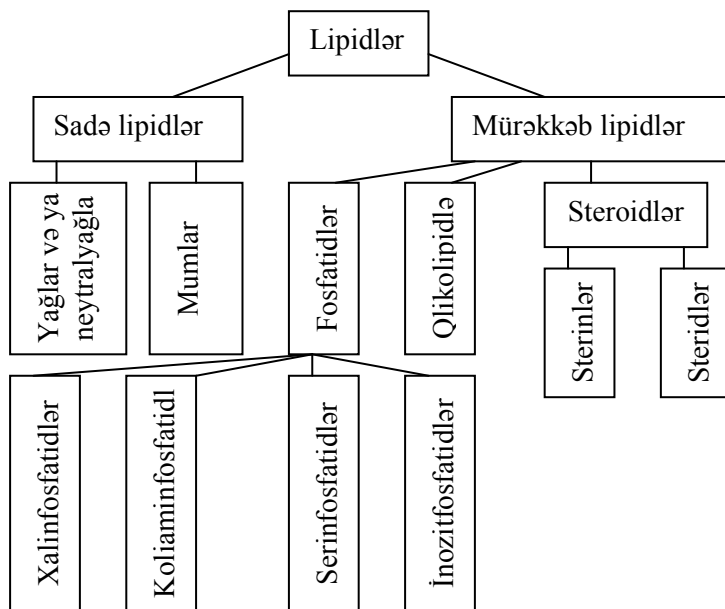 Lipidlər
Sadə lipidlər
Mürəkkəb lipidlər
Yağlar və ya
neytralyağla
Mumlar
Fosfatidlər
Qlikolipidlə
Steroidlər
Sterinlər
Steridlər
Xalinfosfatidlər
Koliaminfosfatidl
Serinfosfatidlər
İnozitfosfatidlər